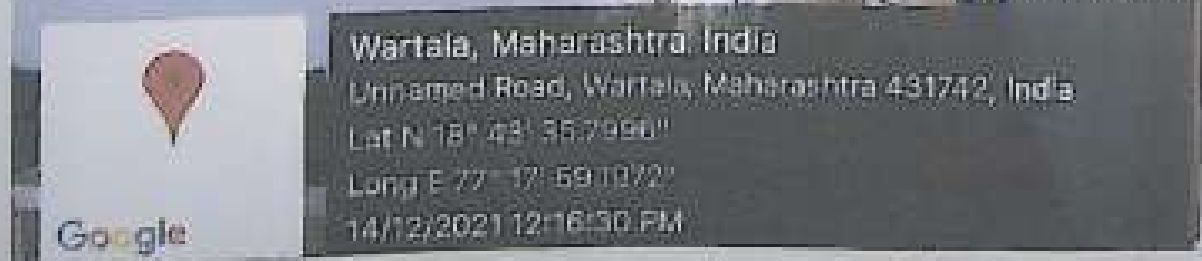 Wartala, Maharashtra, India
Unnamed Road, Wartala, Maharashtra 431742, India
Lat N 18° 43' 35.7996"
Long E 77° 17' 59.1072"
14/12/2021 12:16:30 PM
Google